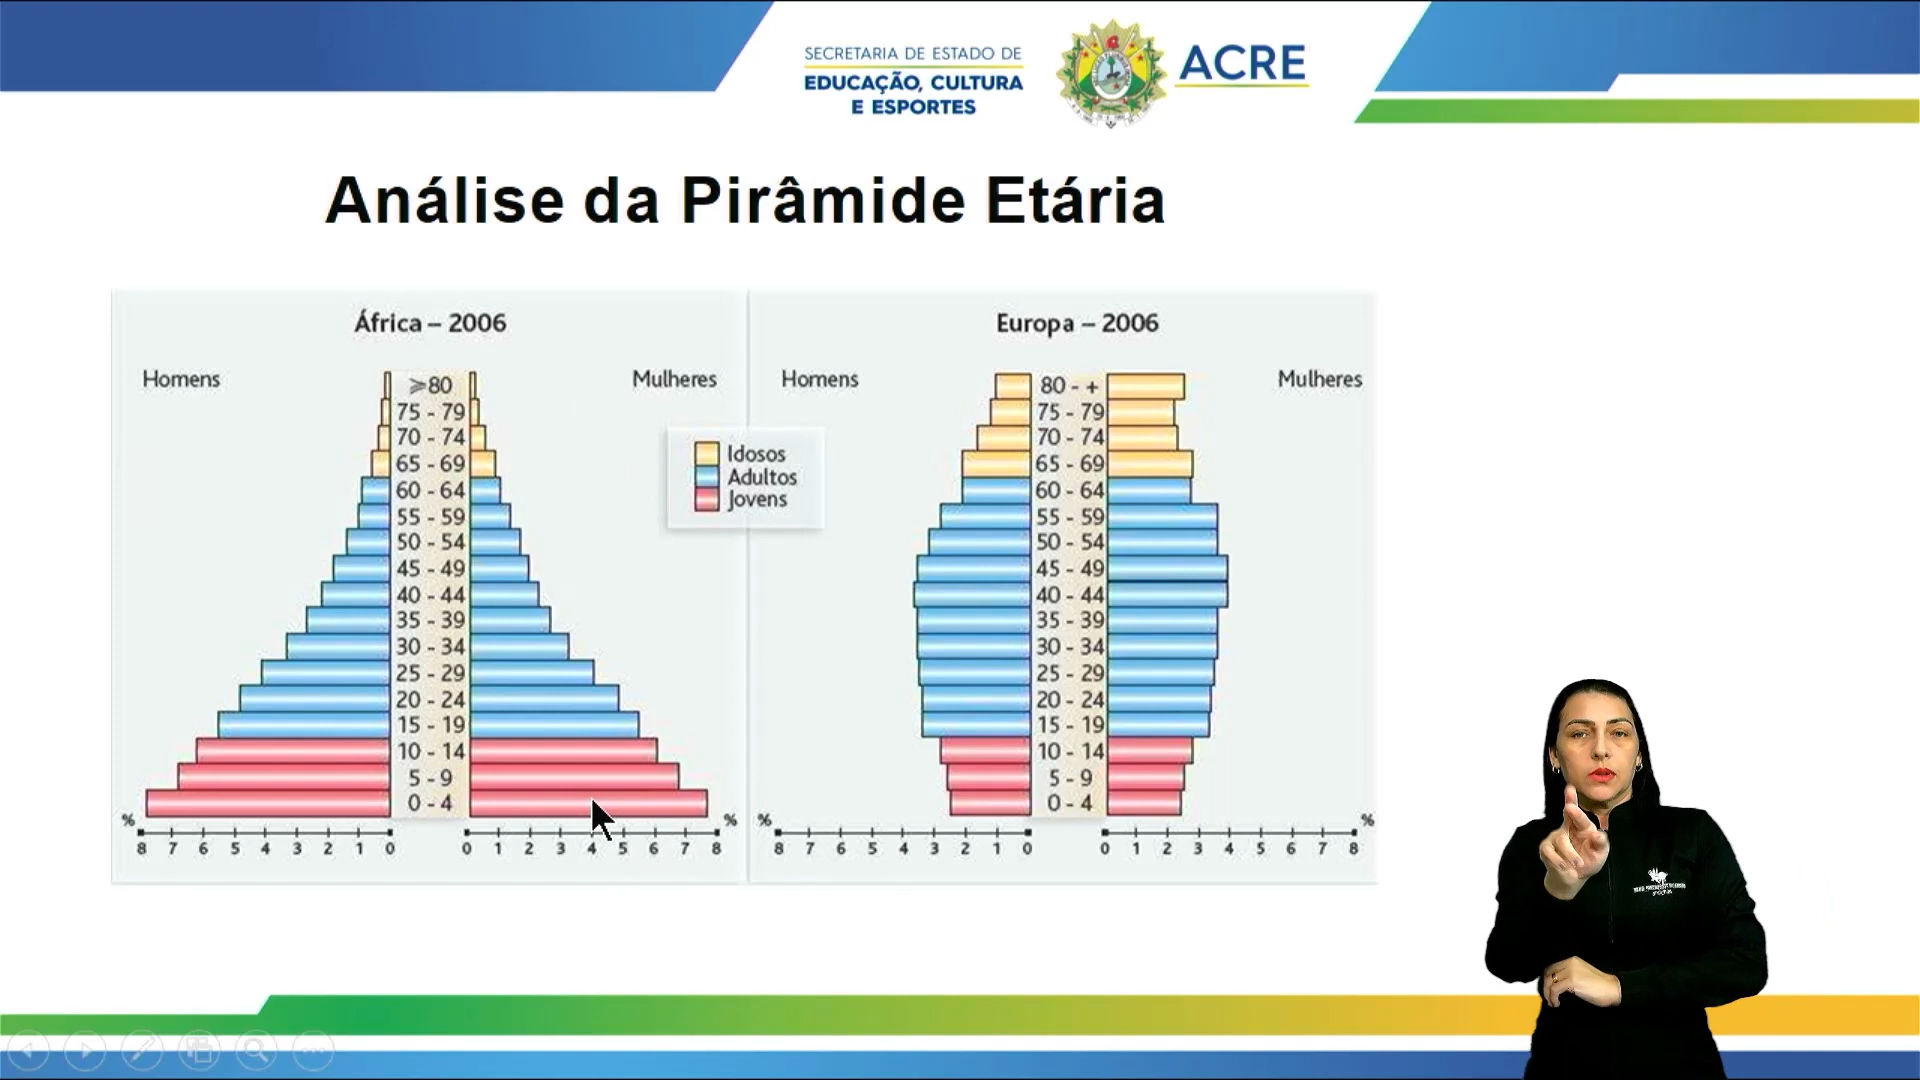 SECRETARIA DE ESTADO DE
EDUCAÇÃO, CULTURA
E ESPORTES
ACRE
Análise da Pirâmide Etária
África – 2006
Homens
Mulheres
⩾80
75 - 79
70 - 74
65 - 69
60 - 64
55 - 59
50 - 54
45 - 49
40 - 44
35 - 39
30 - 34
25 - 29
20 - 24
15 - 19
10 - 14
5 - 9
0 - 4
% %
8 7 6 5 4 3 2 1 0 0 1 2 3 4 5 6 7 8
Idosos
Adultos
Jovens
Europa – 2006
Homens
Mulheres
80 - +
75 - 79
70 - 74
65 - 69
60 - 64
55 - 59
50 - 54
45 - 49
40 - 44
35 - 39
30 - 34
25 - 29
20 - 24
15 - 19
10 - 14
5 - 9
0 - 4
% %
8 7 6 5 4 3 2 1 0 0 1 2 3 4 5 6 7 8